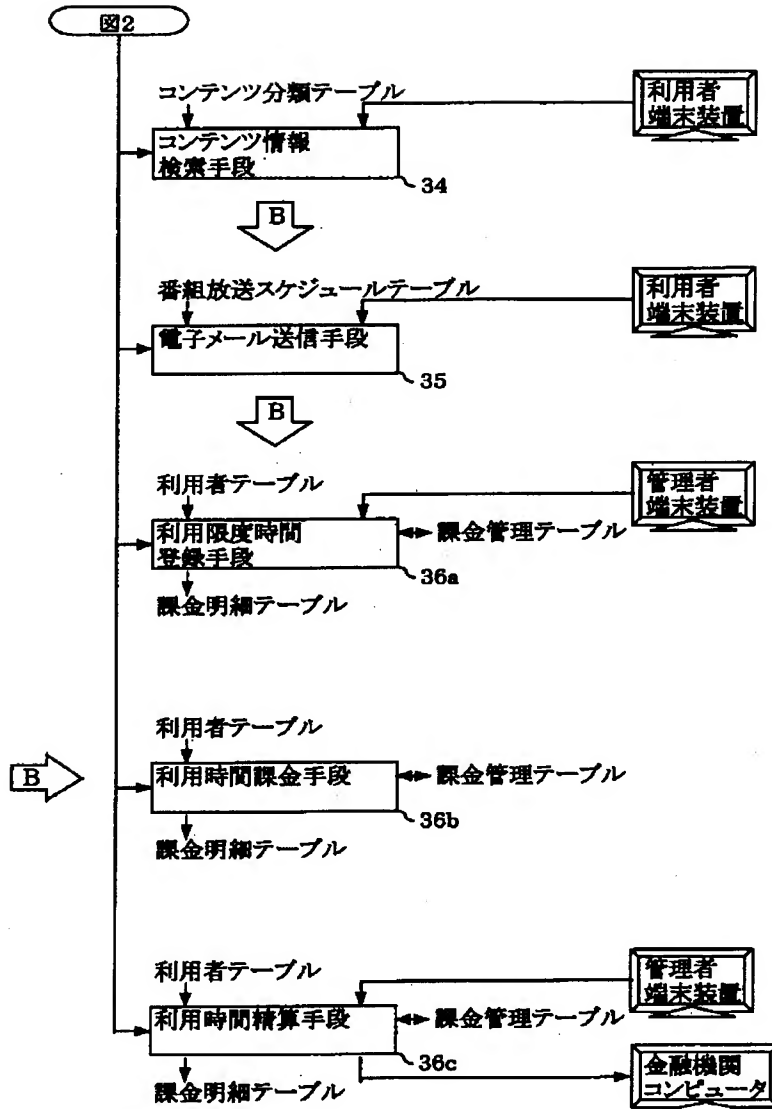 図2
コンテンツ分類テーブル
利用者
端末装置
コンテンツ情報
検索手段
34
B
番組放送スケジュールテーブル
利用者
端末装置
電子メール送信手段
35
B
利用者テーブル
管理者
端末装置
利用限度時間
登録手段
課金管理テーブル
36a
課金明細テーブル
利用者テーブル
B
利用時間課金手段
課金管理テーブル
36b
課金明細テーブル
利用者テーブル
管理者
端末装置
利用時間精算手段
課金管理テーブル
36c
課金明細テーブル
金融機関
コンピュータ